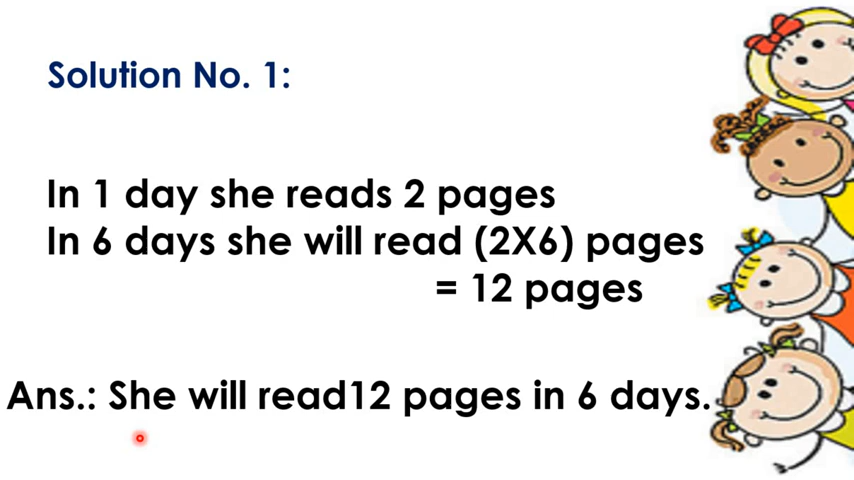 Solution No. 1:
In 1 day she reads 2 pages
In 6 days she will read (2X6) pages
= 12 pages
Ans.: She will read12 pages in 6 days.